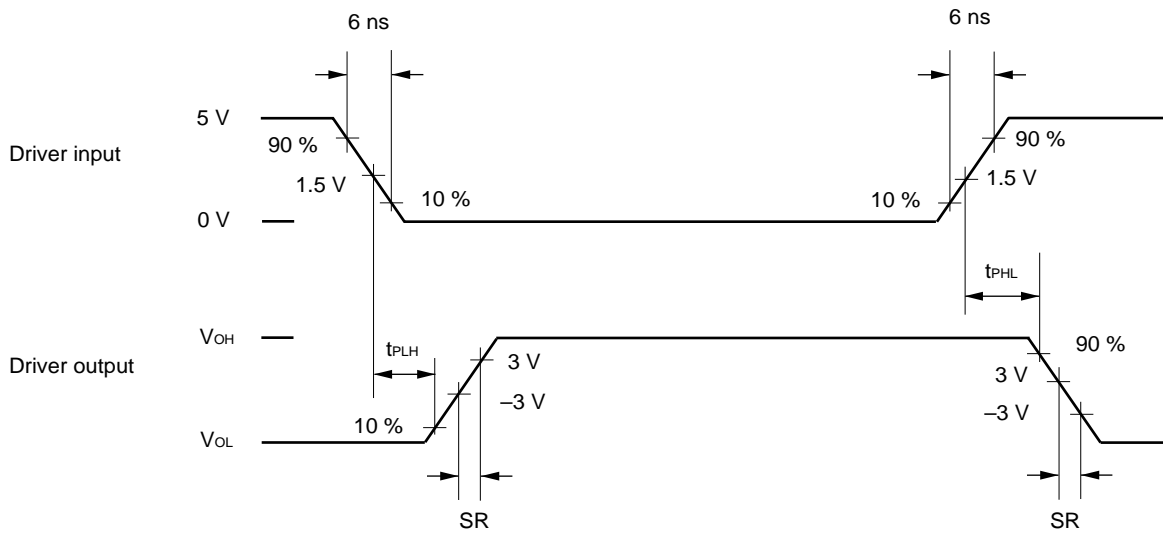 6 ns
6 ns
5 V
90 %
90 %
Driver input
1.5 V
1.5 V
10 %
10 %
0 V
tPHL
VOH
tPLH
90 %
Driver output
3 V
3 V
–3 V
–3 V
10 %
VOL
SR
SR